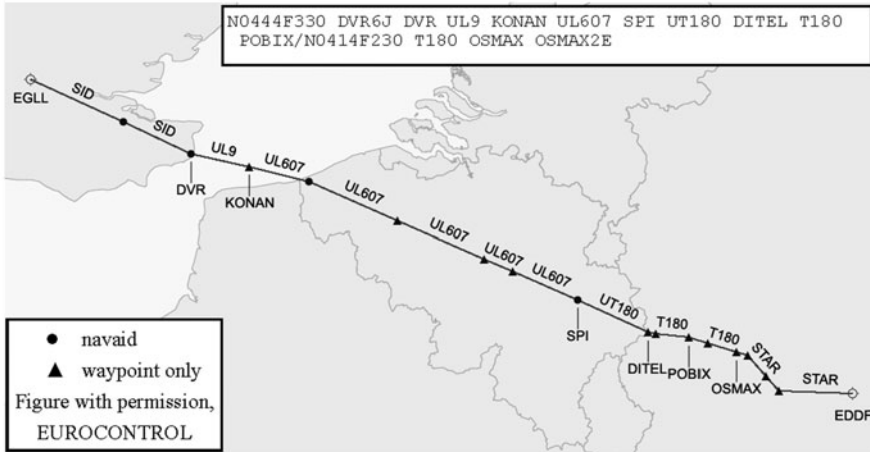 N0444F330 DVR6J DVR UL9 KONAN UL607 SPI UT180 DITEL T180
POBIX/N0414F230 T180 OSMAX OSMAX2E
EGLL
SID
SID
DVR
UL9
KONAN
UL607
UL607
UL607
UL607
UL607
SPI
UT180
DITEL
T180
POBIX
T180
OSMAX
STAR
STAR
EDDF
navaid
waypoint only
Figure with permission,
EUROCONTROL